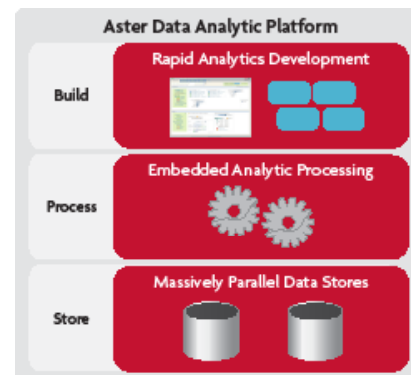 Aster Data Analytic Platform
Rapid Analytics Development
Build
Embedded Analytic Processing
Process
Massively Parallel Data Stores
Store